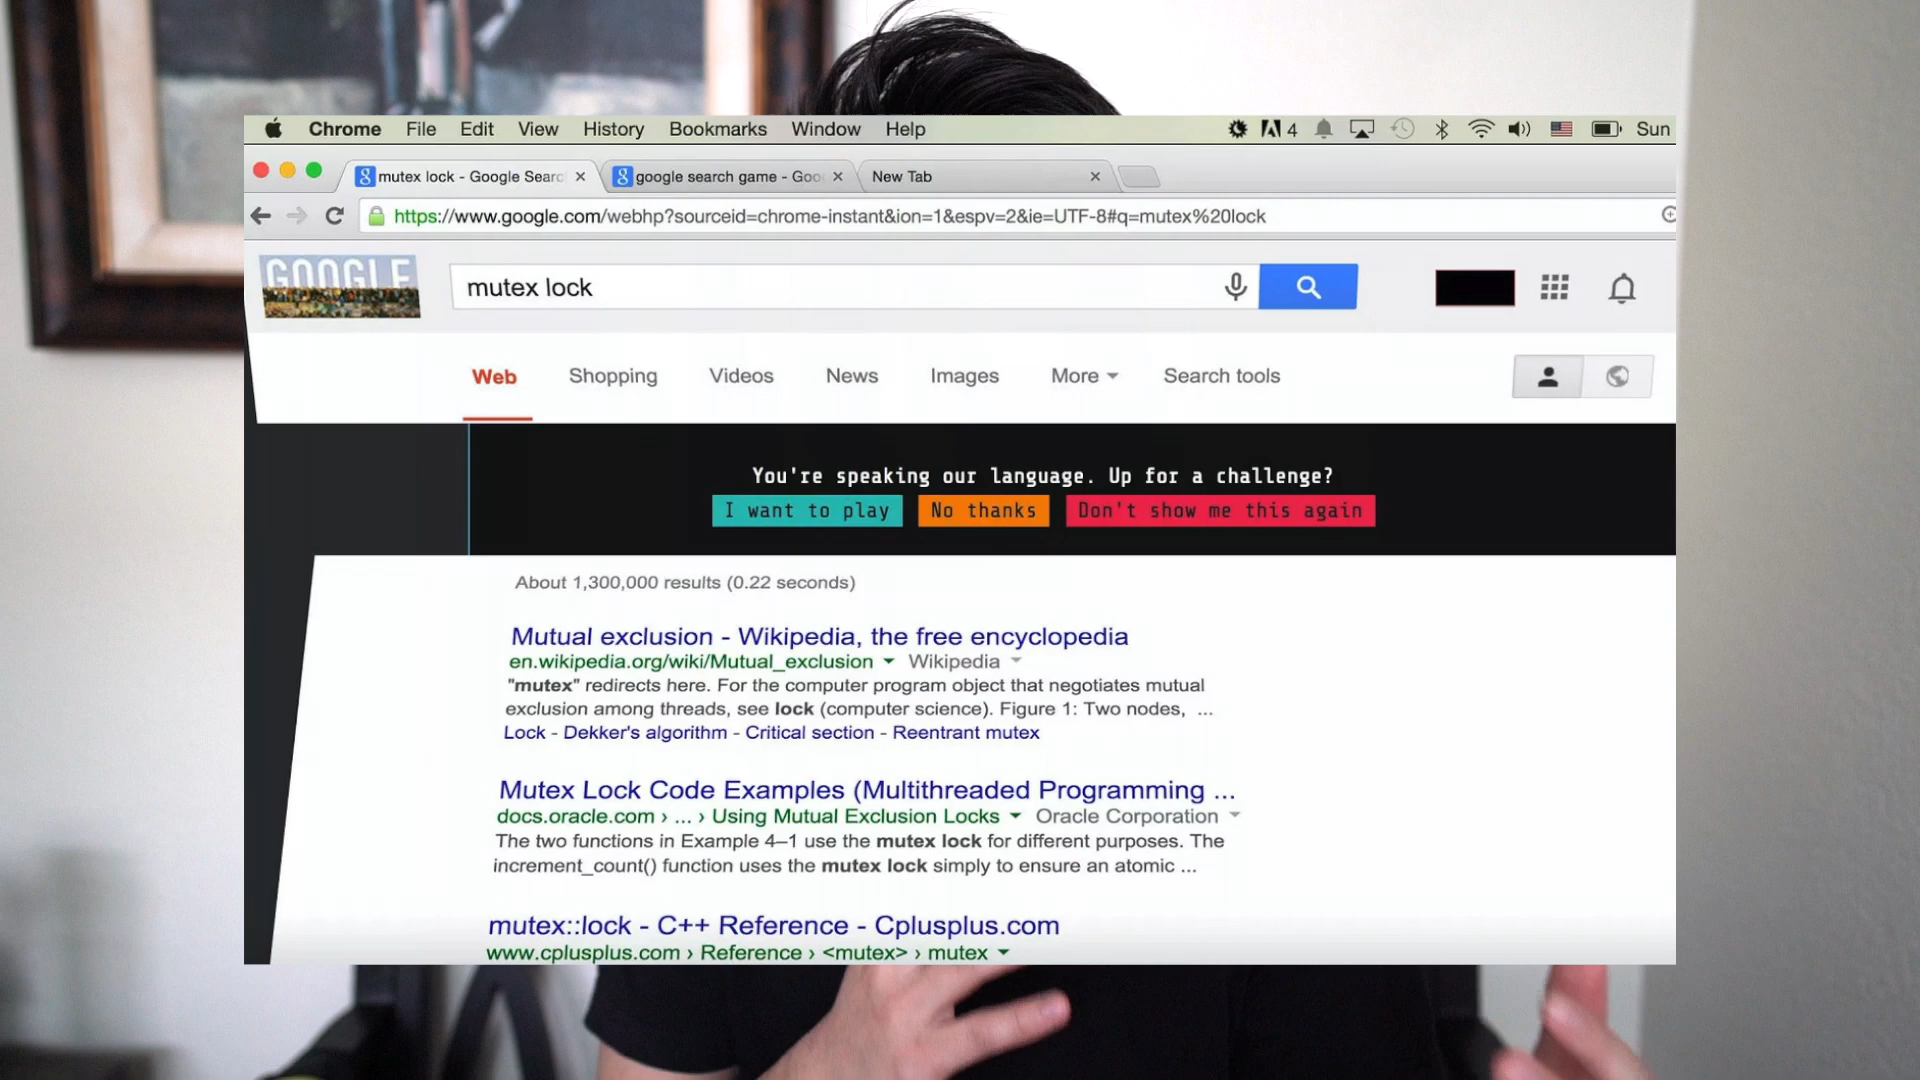 Chrome File Edit View History Bookmarks Window Help 4 Sun
mutex lock - Google Searc google search game - Goo New Tab
https://www.google.com/webhp?sourceid=chrome-instant&ion=1&espv=2&ie=UTF-8#q=mutex%20lock
GOOGLE mutex lock
Web Shopping Videos News Images More Search tools
You're speaking our language. Up for a challenge?
I want to play No thanks Don't show me this again
About 1,300,000 results (0.22 seconds)
Mutual exclusion - Wikipedia, the free encyclopedia
en.wikipedia.org/wiki/Mutual_exclusion Wikipedia
"mutex" redirects here. For the computer program object that negotiates mutual
exclusion among threads, see lock (computer science). Figure 1: Two nodes, ...
Lock - Dekker's algorithm - Critical section - Reentrant mutex
Mutex Lock Code Examples (Multithreaded Programming ...
docs.oracle.com › ... › Using Mutual Exclusion Locks Oracle Corporation
The two functions in Example 4–1 use the mutex lock for different purposes. The
increment_count() function uses the mutex lock simply to ensure an atomic ...
mutex::lock - C++ Reference - Cplusplus.com
www.cplusplus.com › Reference › <mutex> › mutex